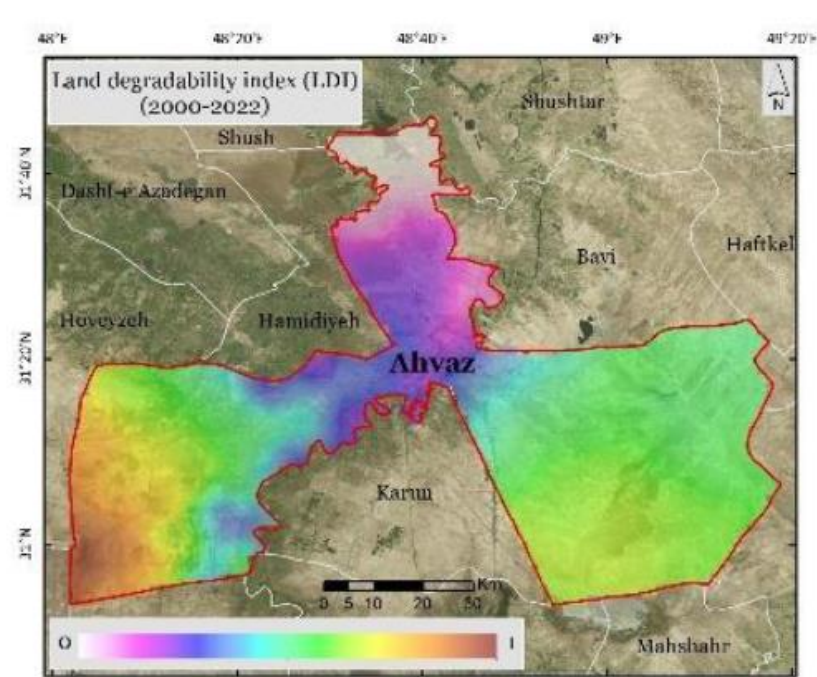 48°E 48°20'E 48°40'E 49°E 49°20'E
Land degradability index (LDI)
(2000-2022)
N
Shush
Shushtar
31°40'N
Dasht-e Azadegan
Bavi
Haftkel
Hoveyzeh
Hamidiyeh
31°20'N
Ahvaz
Karun
31°N
Km
0 5 10 20 30
0 1
Mahshahr